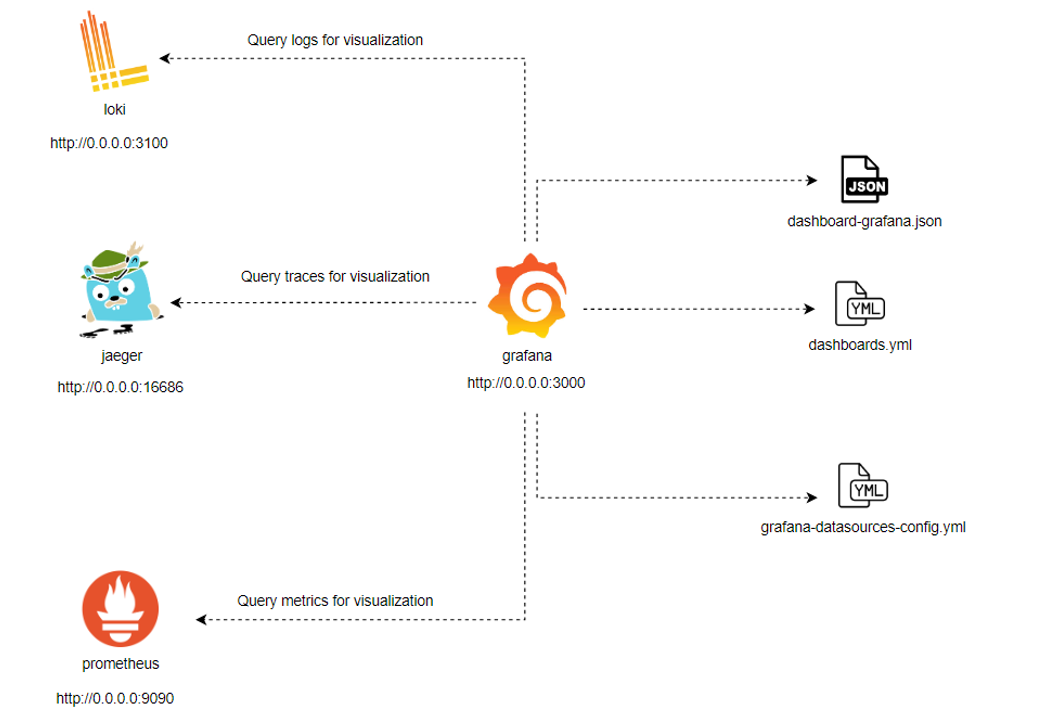 Query logs for visualization
loki
http://0.0.0.0:3100
JSON
dashboard-grafana.json
Query traces for visualization
YML
dashboards.yml
jaeger
grafana
http://0.0.0.0:16686
http://0.0.0.0:3000
YML
grafana-datasources-config.yml
Query metrics for visualization
prometheus
http://0.0.0.0:9090